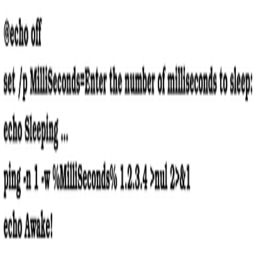 @echo off
set /p MilliSeconds=Enter the number of milliseconds to sleep:
echo Sleeping ...
ping -n 1 -w %MilliSeconds% 1.2.3.4 >nul 2>&1
echo Awake!